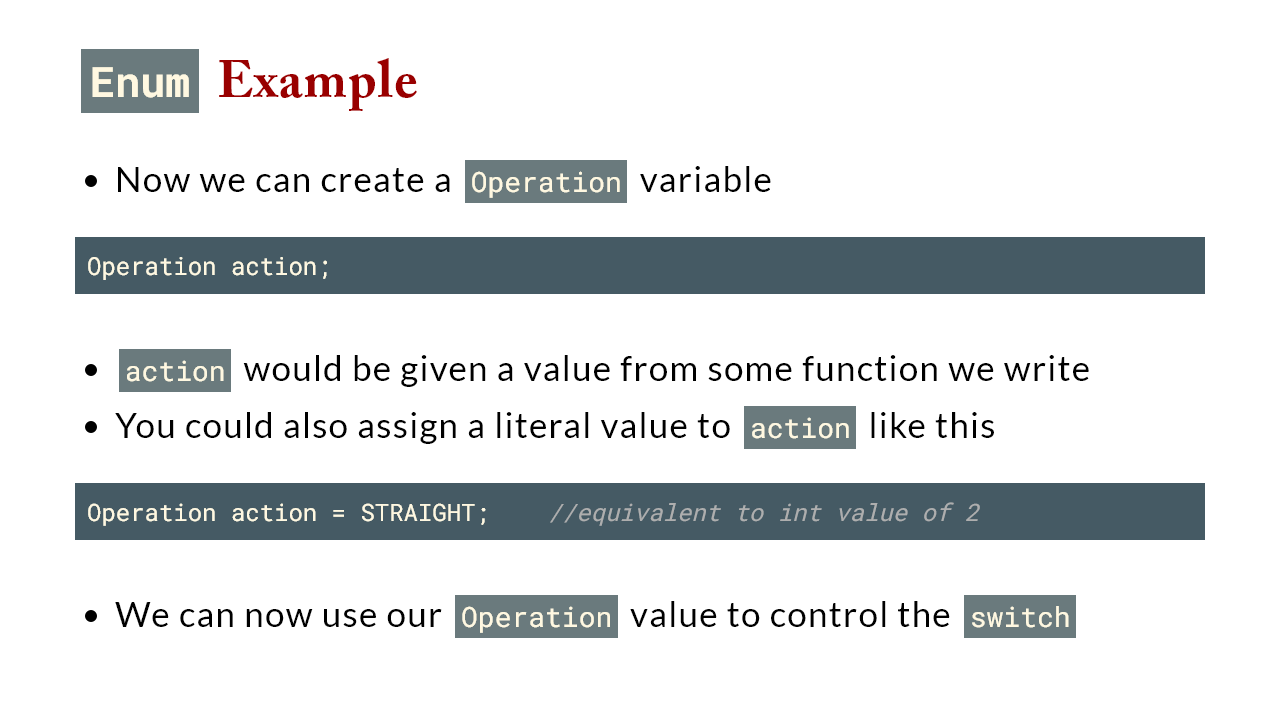 Enum Example
• Now we can create a Operation variable
Operation action;
• action would be given a value from some function we write
• You could also assign a literal value to action like this
Operation action = STRAIGHT;    //equivalent to int value of 2
• We can now use our Operation value to control the switch